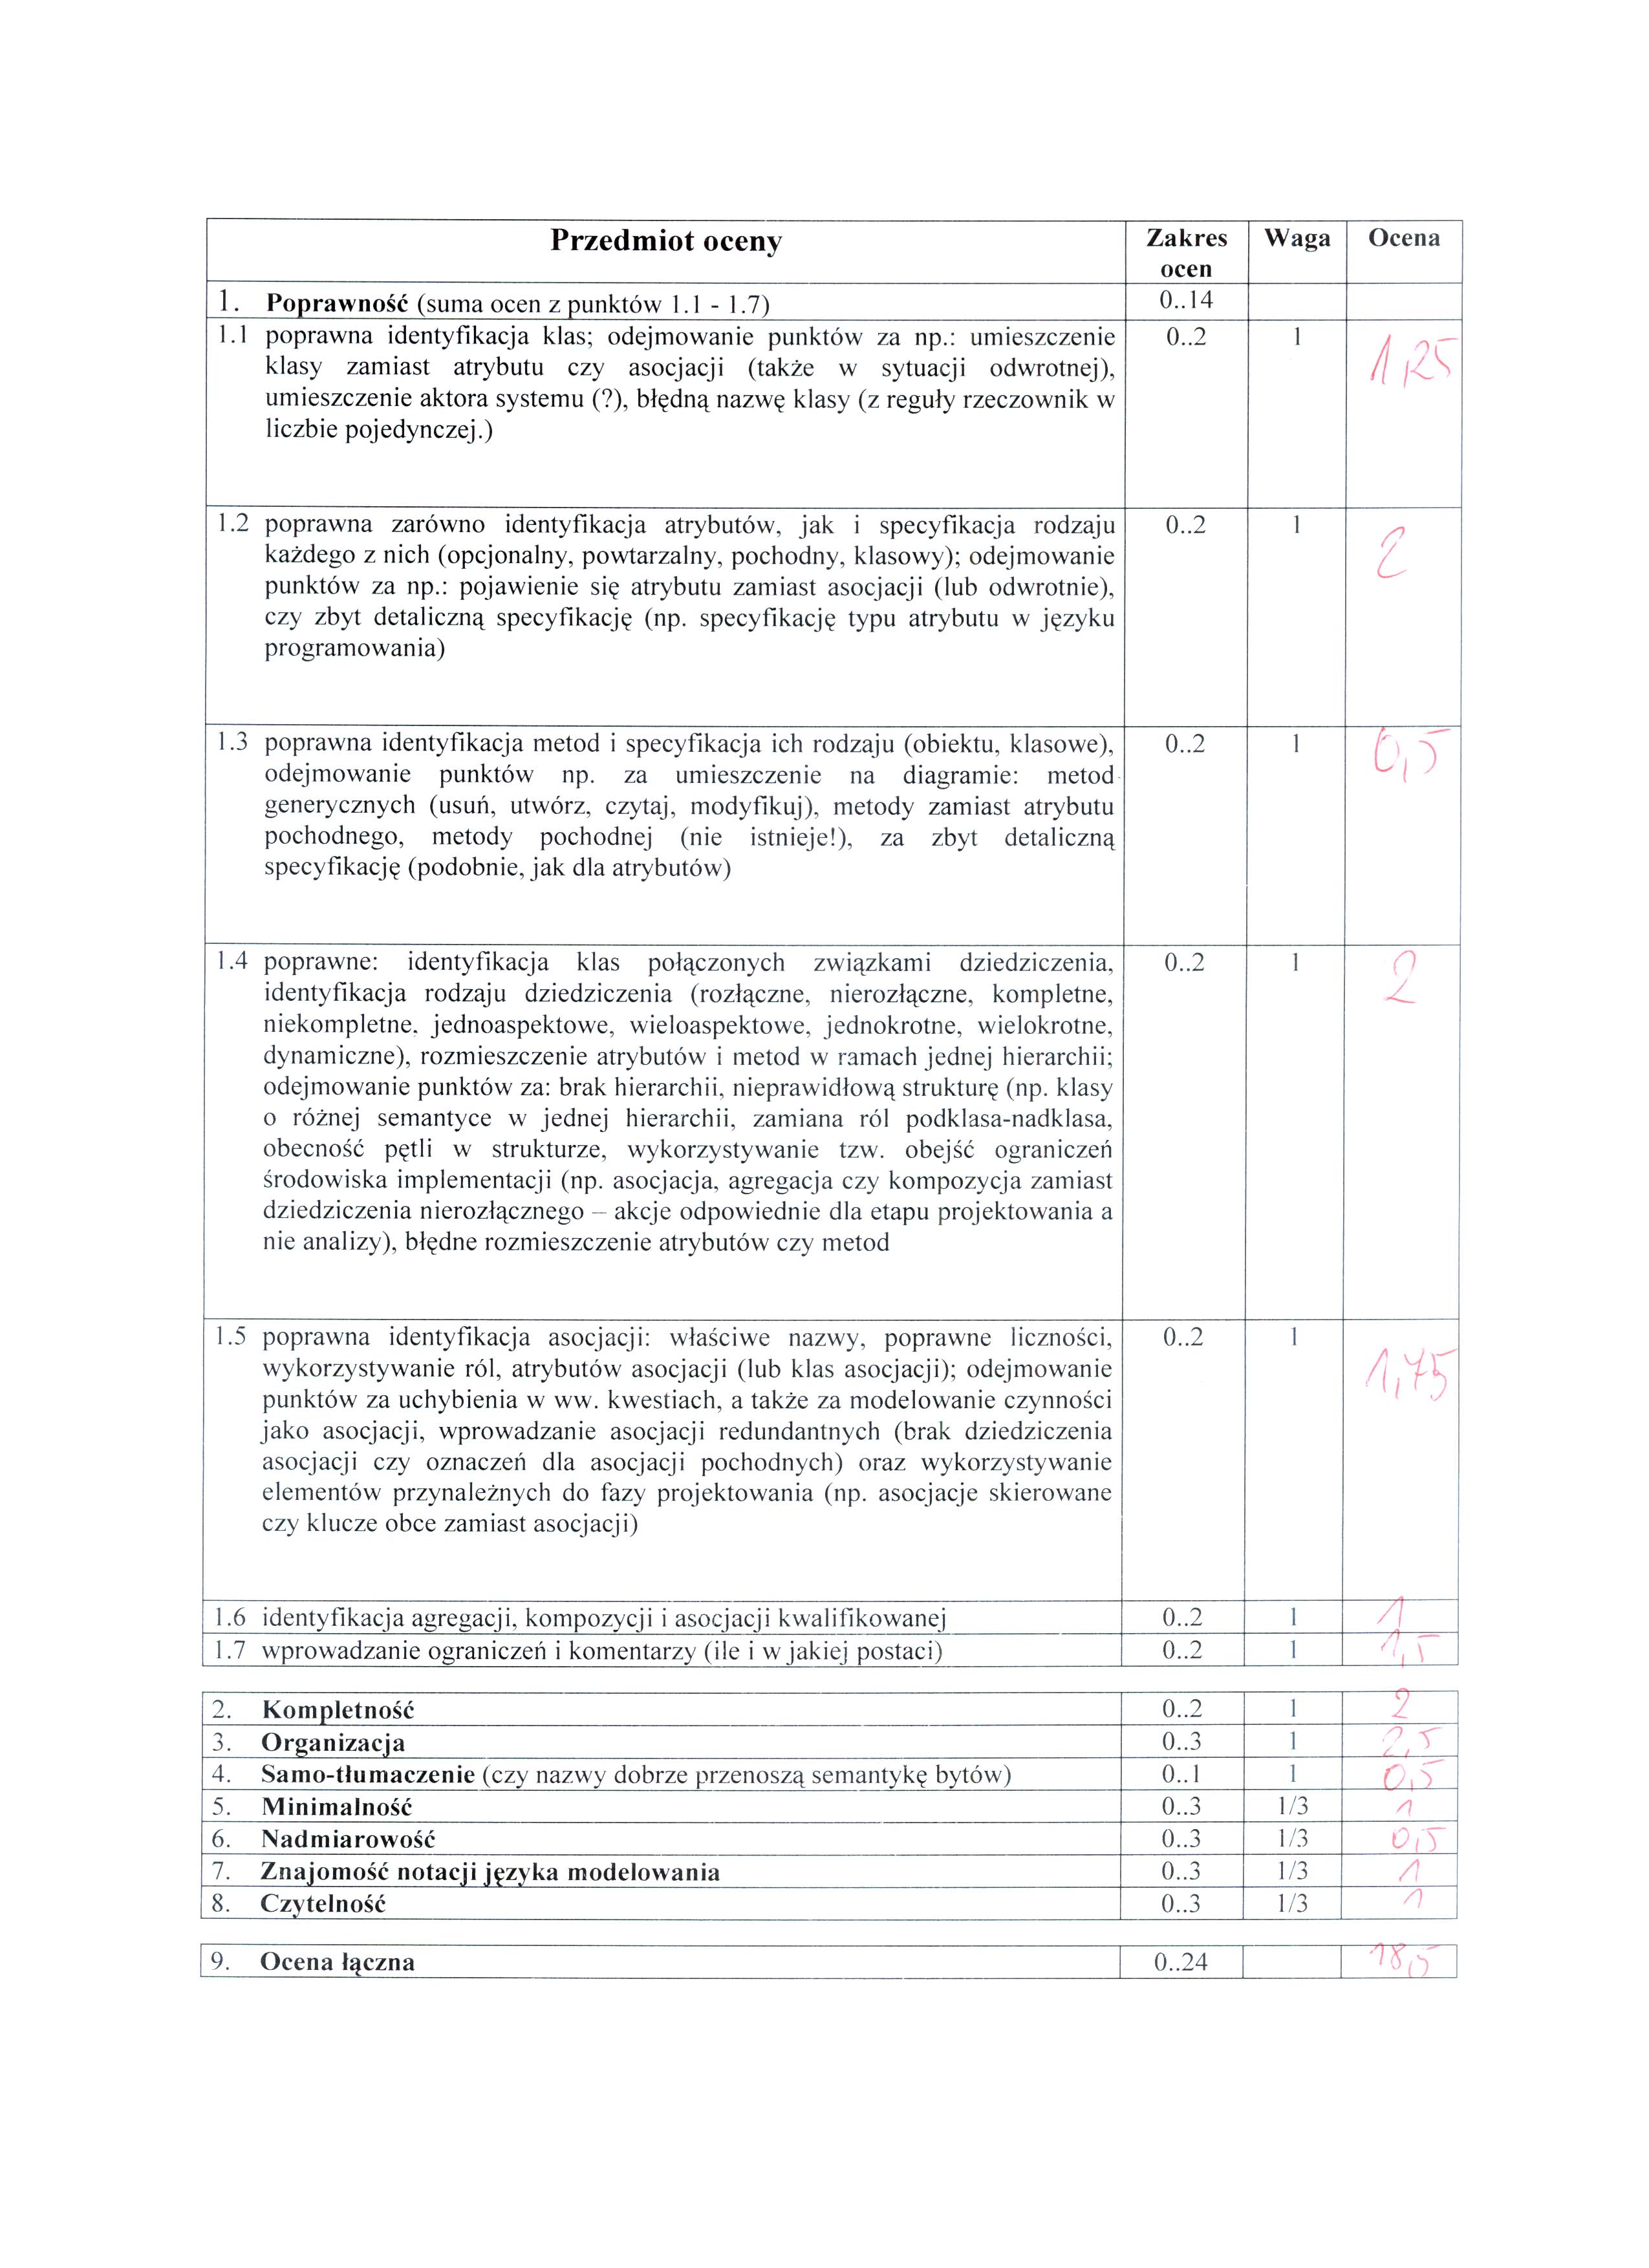 Przedmiot oceny Zakres ocen Waga Ocena
1. Poprawność (suma ocen z punktów 1.1 - 1.7) 0..14
1.1 poprawna identyfikacja klas; odejmowanie punktów za np.: umieszczenie 0..2 1 1,25
klasy zamiast atrybutu czy asocjacji (także w sytuacji odwrotnej),
umieszczenie aktora systemu (?), błędną nazwę klasy (z reguły rzeczownik w
liczbie pojedynczej.)
1.2 poprawna zarówno identyfikacja atrybutów, jak i specyfikacja rodzaju 0..2 1 2
każdego z nich (opcjonalny, powtarzalny, pochodny, klasowy); odejmowanie
punktów za np.: pojawienie się atrybutu zamiast asocjacji (lub odwrotnie),
czy zbyt detaliczną specyfikację (np. specyfikację typu atrybutu w języku
programowania)
1.3 poprawna identyfikacja metod i specyfikacja ich rodzaju (obiektu, klasowe), 0..2 1 0,5
odejmowanie punktów np. za umieszczenie na diagramie: metod
generycznych (usuń, utwórz, czytaj, modyfikuj), metody zamiast atrybutu
pochodnego, metody pochodnej (nie istnieje!), za zbyt detaliczną
specyfikację (podobnie, jak dla atrybutów)
1.4 poprawne: identyfikacja klas połączonych związkami dziedziczenia, 0..2 1 2
identyfikacja rodzaju dziedziczenia (rozłączne, nierozłączne, kompletne,
niekompletne, jednoaspektowe, wieloaspektowe, jednokrotne, wielokrotne,
dynamiczne), rozmieszczenie atrybutów i metod w ramach jednej hierarchii;
odejmowanie punktów za: brak hierarchii, nieprawidłową strukturę (np. klasy
o różnej semantyce w jednej hierarchii, zamiana ról podklasa-nadklasa,
obecność pętli w strukturze, wykorzystywanie tzw. obejść ograniczeń
środowiska implementacji (np. asocjacja, agregacja czy kompozycja zamiast
dziedziczenia nierozłącznego – akcje odpowiednie dla etapu projektowania a
nie analizy), błędne rozmieszczenie atrybutów czy metod
1.5 poprawna identyfikacja asocjacji: właściwe nazwy, poprawne liczności, 0..2 1 1,75
wykorzystywanie ról, atrybutów asocjacji (lub klas asocjacji); odejmowanie
punktów za uchybienia w ww. kwestiach, a także za modelowanie czynności
jako asocjacji, wprowadzanie asocjacji redundantnych (brak dziedziczenia
asocjacji czy oznaczeń dla asocjacji pochodnych) oraz wykorzystywanie
elementów przynależnych do fazy projektowania (np. asocjacje skierowane
czy klucze obce zamiast asocjacji)
1.6 identyfikacja agregacji, kompozycji i asocjacji kwalifikowanej 0..2 1 1
1.7 wprowadzanie ograniczeń i komentarzy (ile i w jakiej postaci) 0..2 1 1,5
2. Kompletność 0..2 1 2
3. Organizacja 0..3 1 2,5
4. Samo-tłumaczenie (czy nazwy dobrze przenoszą semantykę bytów) 0..1 1 0,5
5. Minimalność 0..3 1/3 1
6. Nadmiarowość 0..3 1/3 0,5
7. Znajomość notacji języka modelowania 0..3 1/3 1
8. Czytelność 0..3 1/3 1
9. Ocena łączna 0..24 18,5